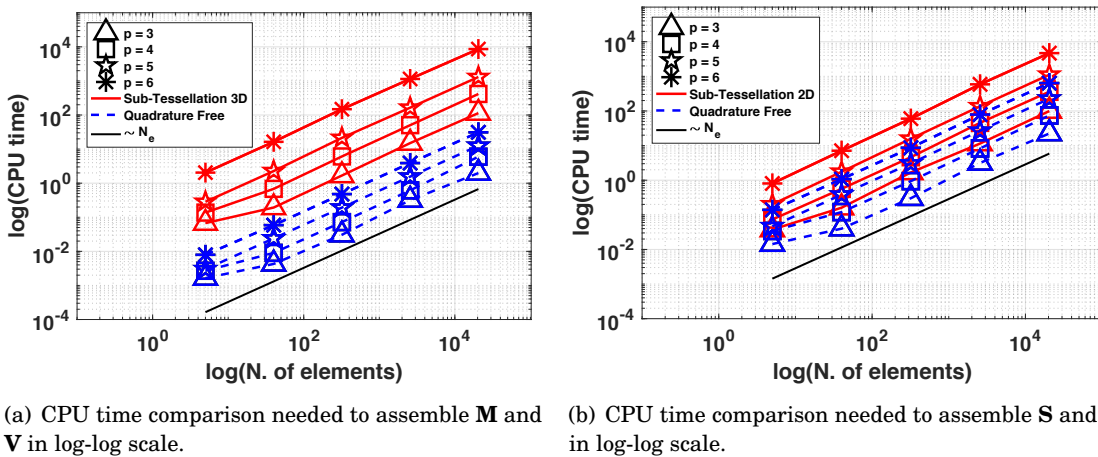 (a)
p = 3
p = 4
p = 5
p = 6
Sub-Tessellation 3D
Quadrature Free
~ N_e
10^4
10^2
10^0
10^-2
10^-4
log(CPU time)
10^0
10^2
10^4
log(N. of elements)
(b)
p = 3
p = 4
p = 5
p = 6
Sub-Tessellation 2D
Quadrature Free
~ N_e
10^4
10^2
10^0
10^-2
10^-4
log(CPU time)
10^0
10^2
10^4
log(N. of elements)
(a) CPU time comparison needed to assemble M and
V in log-log scale.
(b) CPU time comparison needed to assemble S and
in log-log scale.